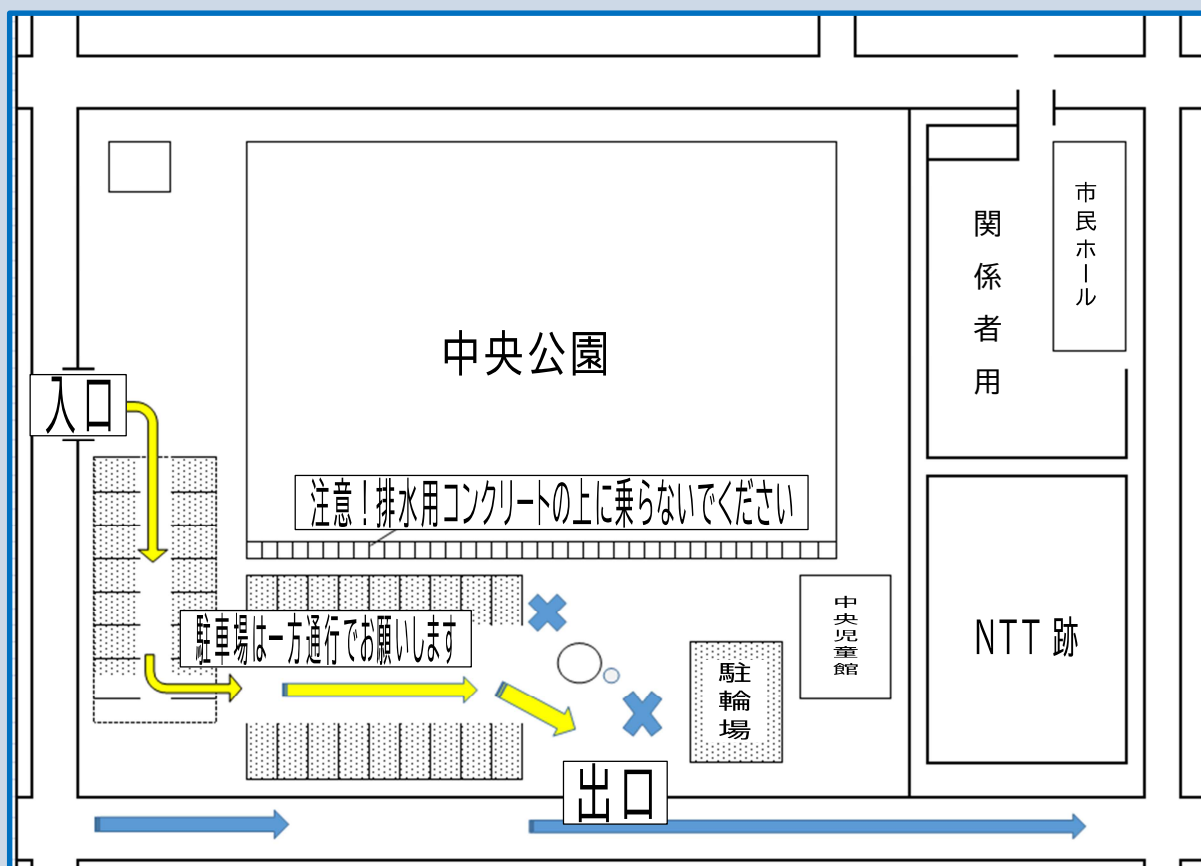 市民ホール
関係者用
中央公園
入口
注意！排水用コンクリートの上に乗らないでください
駐車場は一方通行でお願いします
中央児童館
NTT 跡
駐輪場
出口